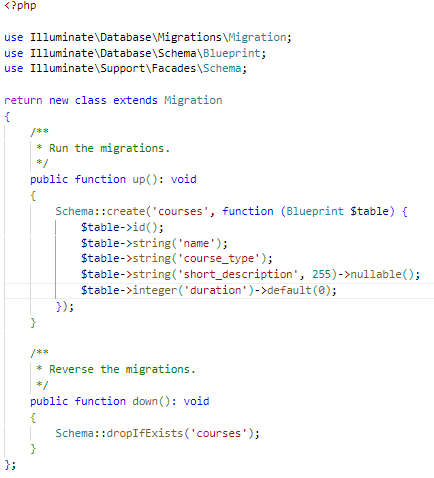 <?php
use Illuminate\Database\Migrations\Migration;
use Illuminate\Database\Schema\Blueprint;
use Illuminate\Support\Facades\Schema;
return new class extends Migration
{
    /**
     * Run the migrations.
     */
    public function up(): void
    {
        Schema::create('courses', function (Blueprint $table) {
            $table->id();
            $table->string('name');
            $table->string('course_type');
            $table->string('short_description', 255)->nullable();
            $table->integer('duration')->default(0);
        });
    }
    /**
     * Reverse the migrations.
     */
    public function down(): void
    {
        Schema::dropIfExists('courses');
    }
};